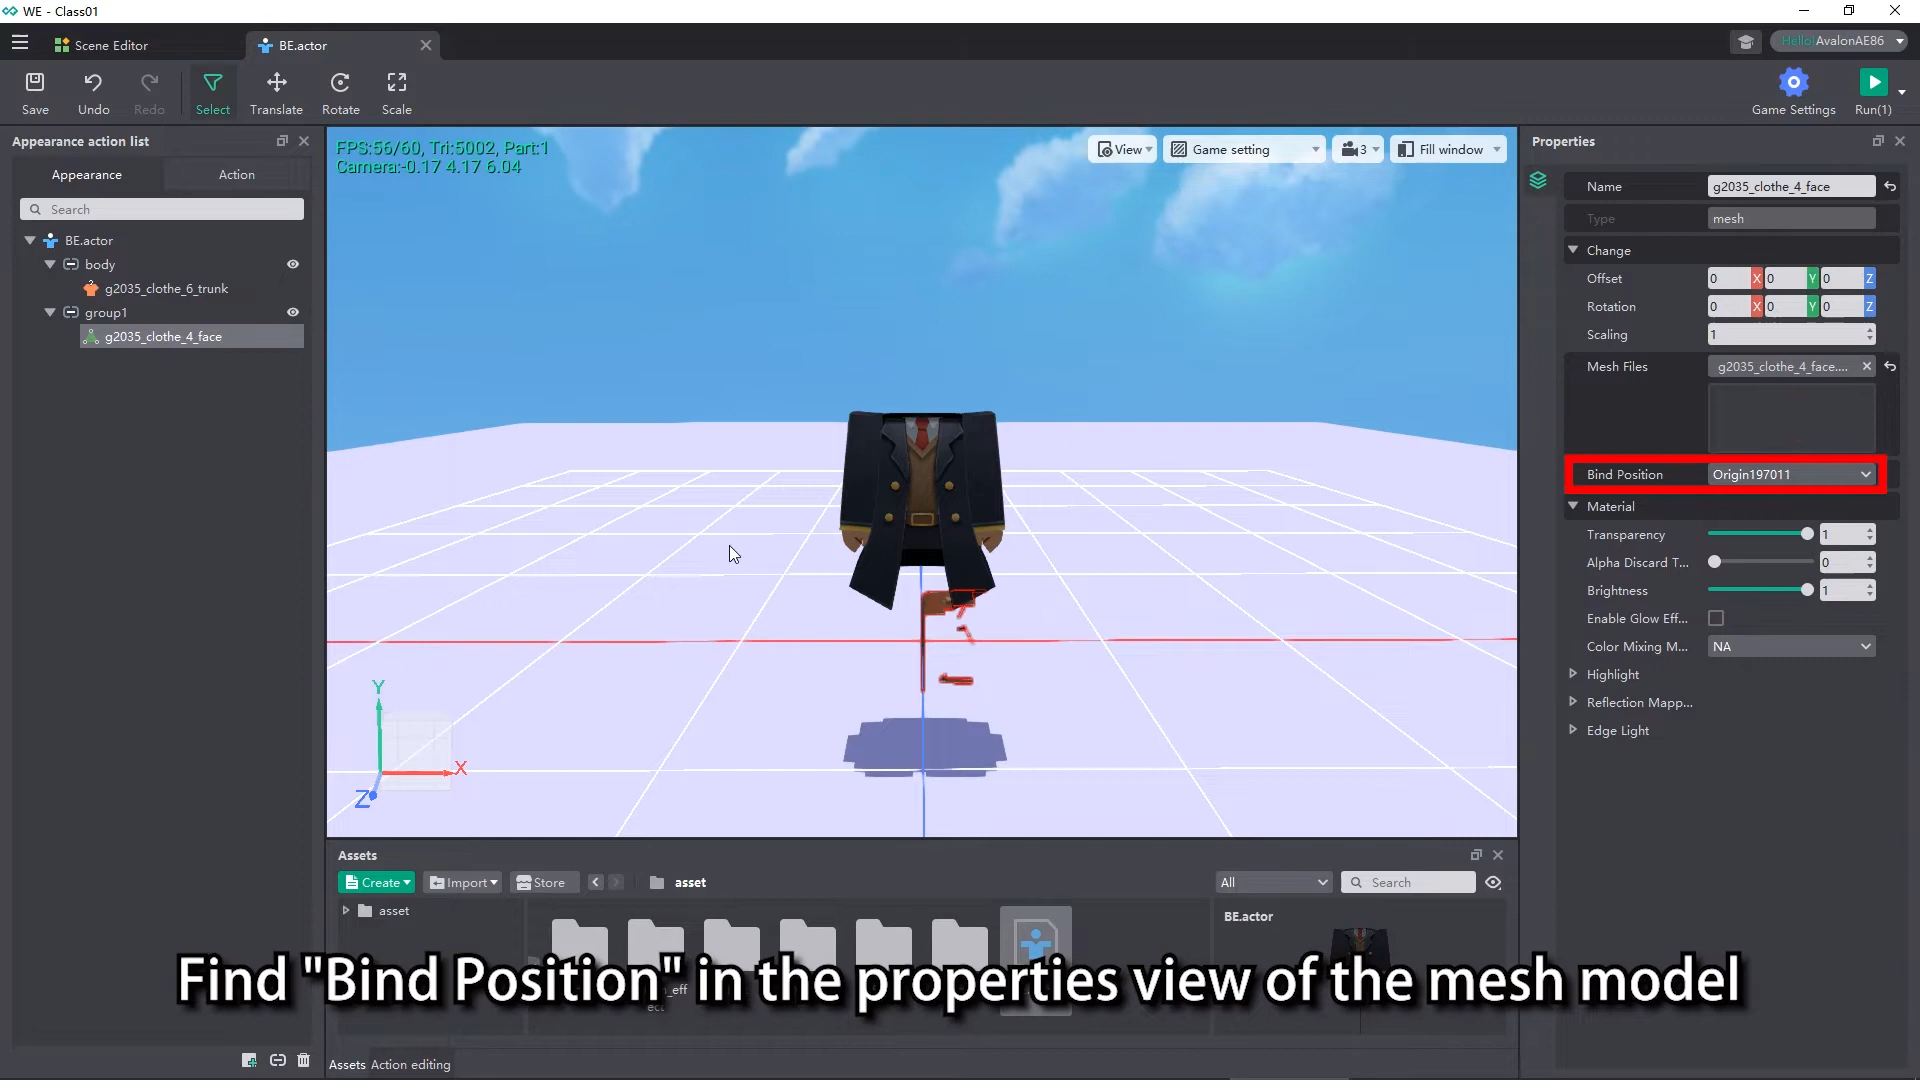 WE - Class01
Scene Editor
BE.actor
Hello!AvalonAE86
Save
Undo
Redo
Select
Translate
Rotate
Scale
Game Settings
Run(1)
Appearance action list
Appearance
Action
Search
BE.actor
body
g2035_clothe_6_trunk
group1
g2035_clothe_4_face
FPS:56/60, Tri:5002, Part:1
Camera:-0.17 4.17 6.04
View
Game setting
3
Fill window
Y
X
Z
Properties
Name g2035_clothe_4_face
Type mesh
Change
Offset 0 X 0 Y 0 Z
Rotation 0 X 0 Y 0 Z
Scaling 1
Mesh Files g2035_clothe_4_face....
Bind Position Origin197011
Material
Transparency 1
Alpha Discard T... 0
Brightness 1
Enable Glow Eff...
Color Mixing M... NA
Highlight
Reflection Mapp...
Edge Light
Assets
Create
Import
Store
asset
All
Search
asset
BE.actor
Find "Bind Position" in the properties view of the mesh model
ect
Assets Action editing